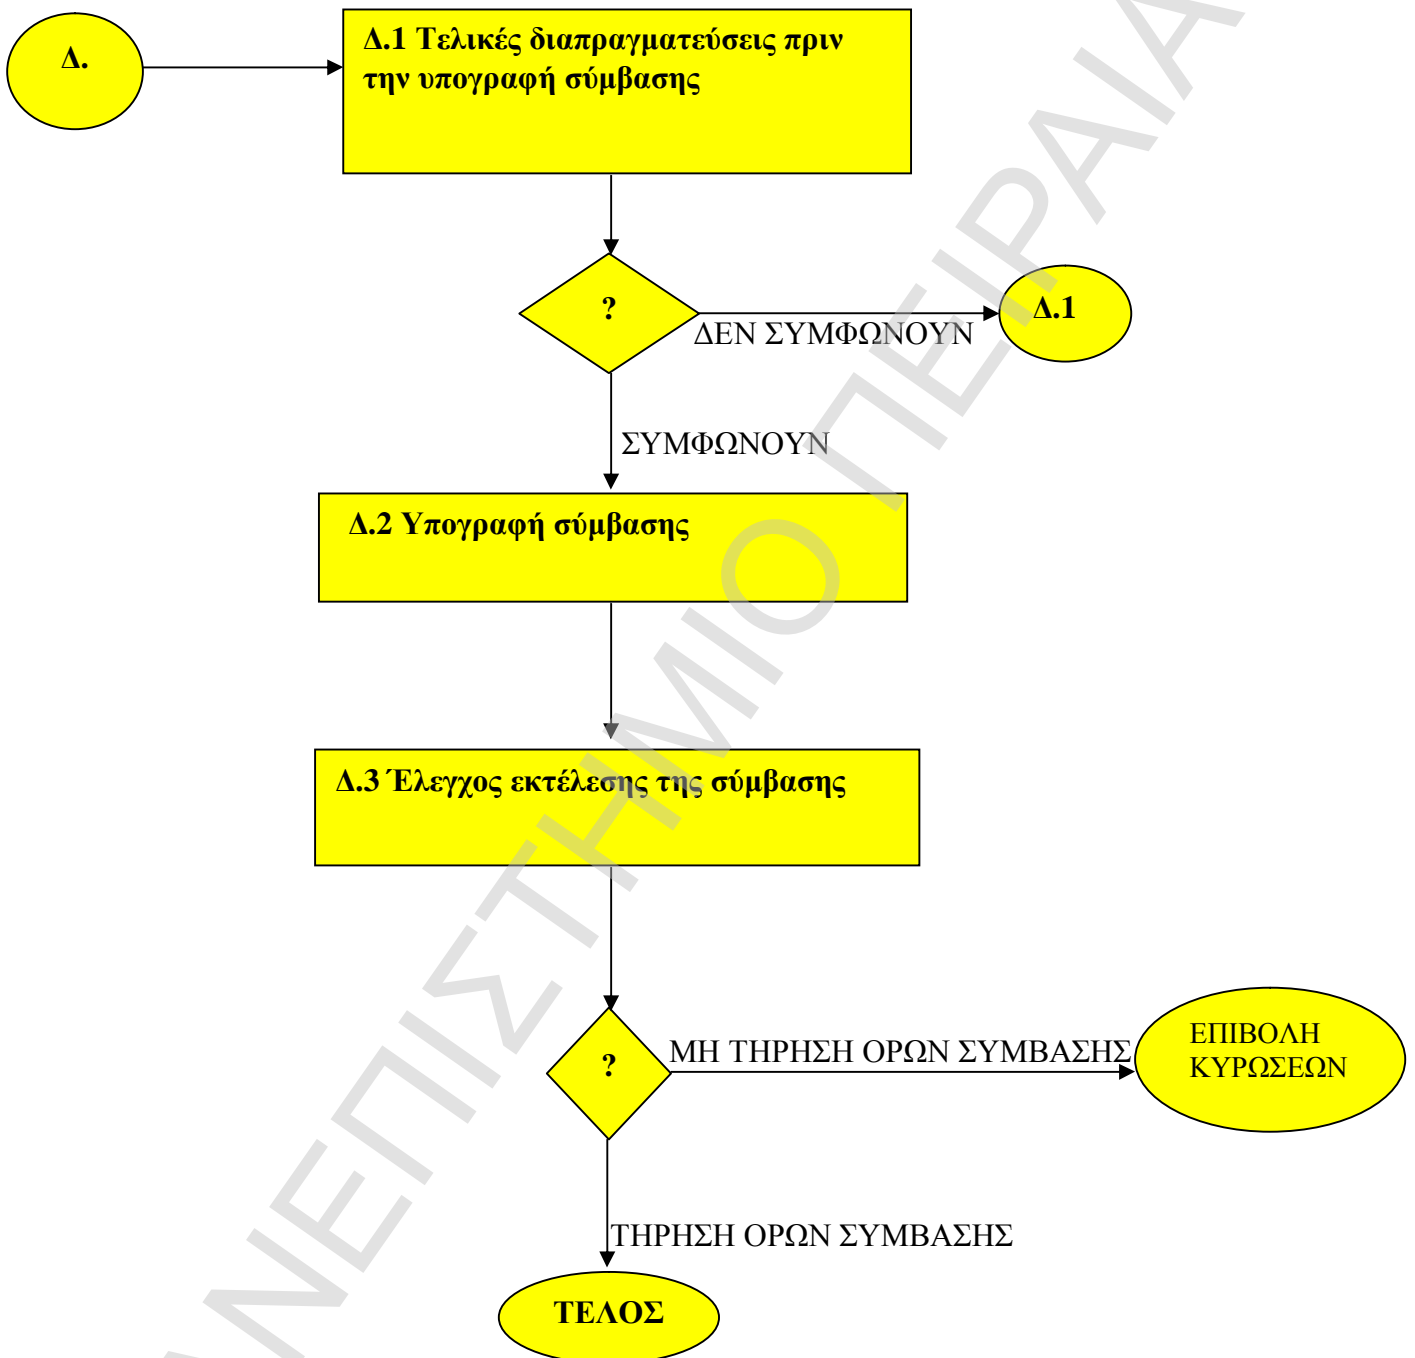 Δ.
Δ.1 Τελικές διαπραγματεύσεις πριν
την υπογραφή σύμβασης
?
ΔΕΝ ΣΥΜΦΩΝΟΥΝ
Δ.1
ΣΥΜΦΩΝΟΥΝ
Δ.2 Υπογραφή σύμβασης
Δ.3 Έλεγχος εκτέλεσης της σύμβασης
?
ΜΗ ΤΗΡΗΣΗ ΟΡΩΝ ΣΥΜΒΑΣΗΣ
ΕΠΙΒΟΛΗ
ΚΥΡΩΣΕΩΝ
ΤΗΡΗΣΗ ΟΡΩΝ ΣΥΜΒΑΣΗΣ
ΤΕΛΟΣ
ΑΝΕΠΙΣΤΗΜΙΟ ΠΕΙΡΑΙΑ